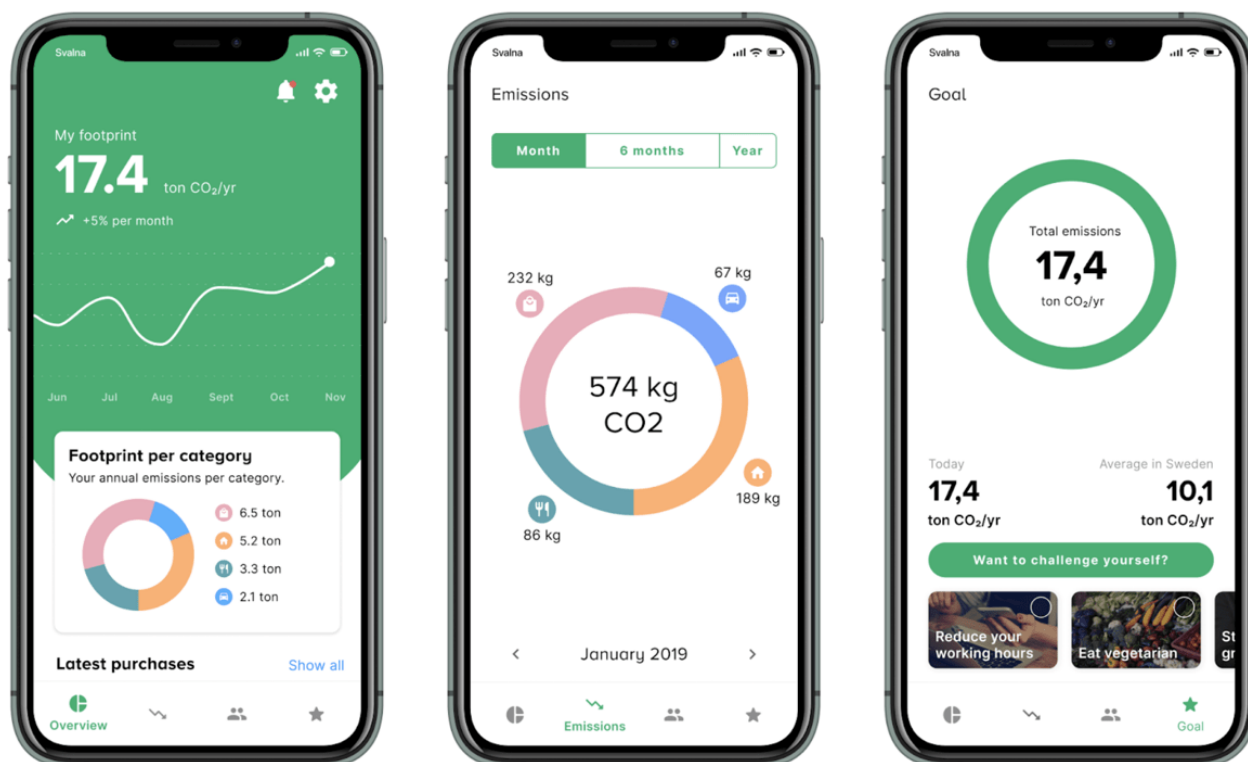 Svalna
My footprint
17.4 ton CO₂/yr
+5% per month
Jun Jul Aug Sept Oct Nov
Footprint per category
Your annual emissions per category.
6.5 ton
5.2 ton
3.3 ton
2.1 ton
Latest purchases Show all
Overview
Svalna
Emissions
Month 6 months Year
232 kg 67 kg
574 kg
CO2
189 kg
86 kg
January 2019
Emissions
Svalna
Goal
Total emissions
17,4
ton CO₂/yr
Today Average in Sweden
17,4 10,1
ton CO₂/yr ton CO₂/yr
Want to challenge yourself?
Reduce your
working hours
Eat vegetarian
St
gr
Goal